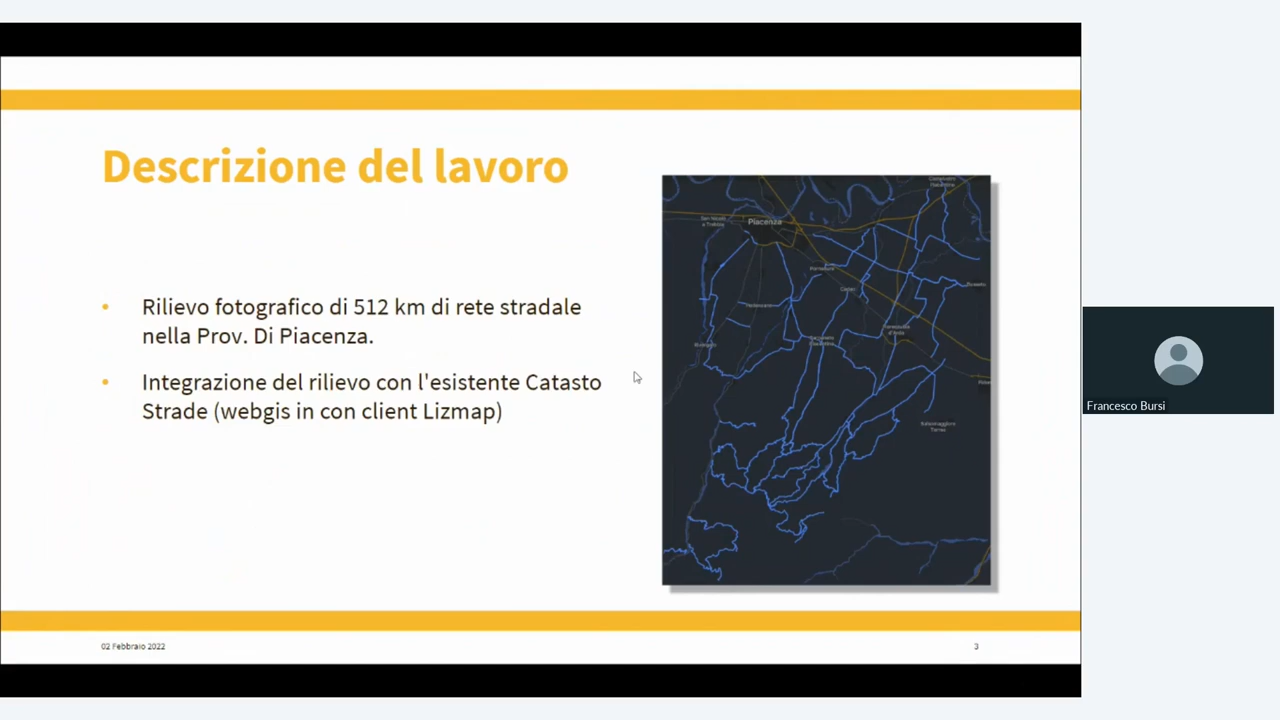 Descrizione del lavoro
• Rilievo fotografico di 512 km di rete stradale
nella Prov. Di Piacenza.
• Integrazione del rilievo con l'esistente Catasto
Strade (webgis in con client Lizmap)
Piacenza
Francesco Bursi
02 Febbraio 2022
3